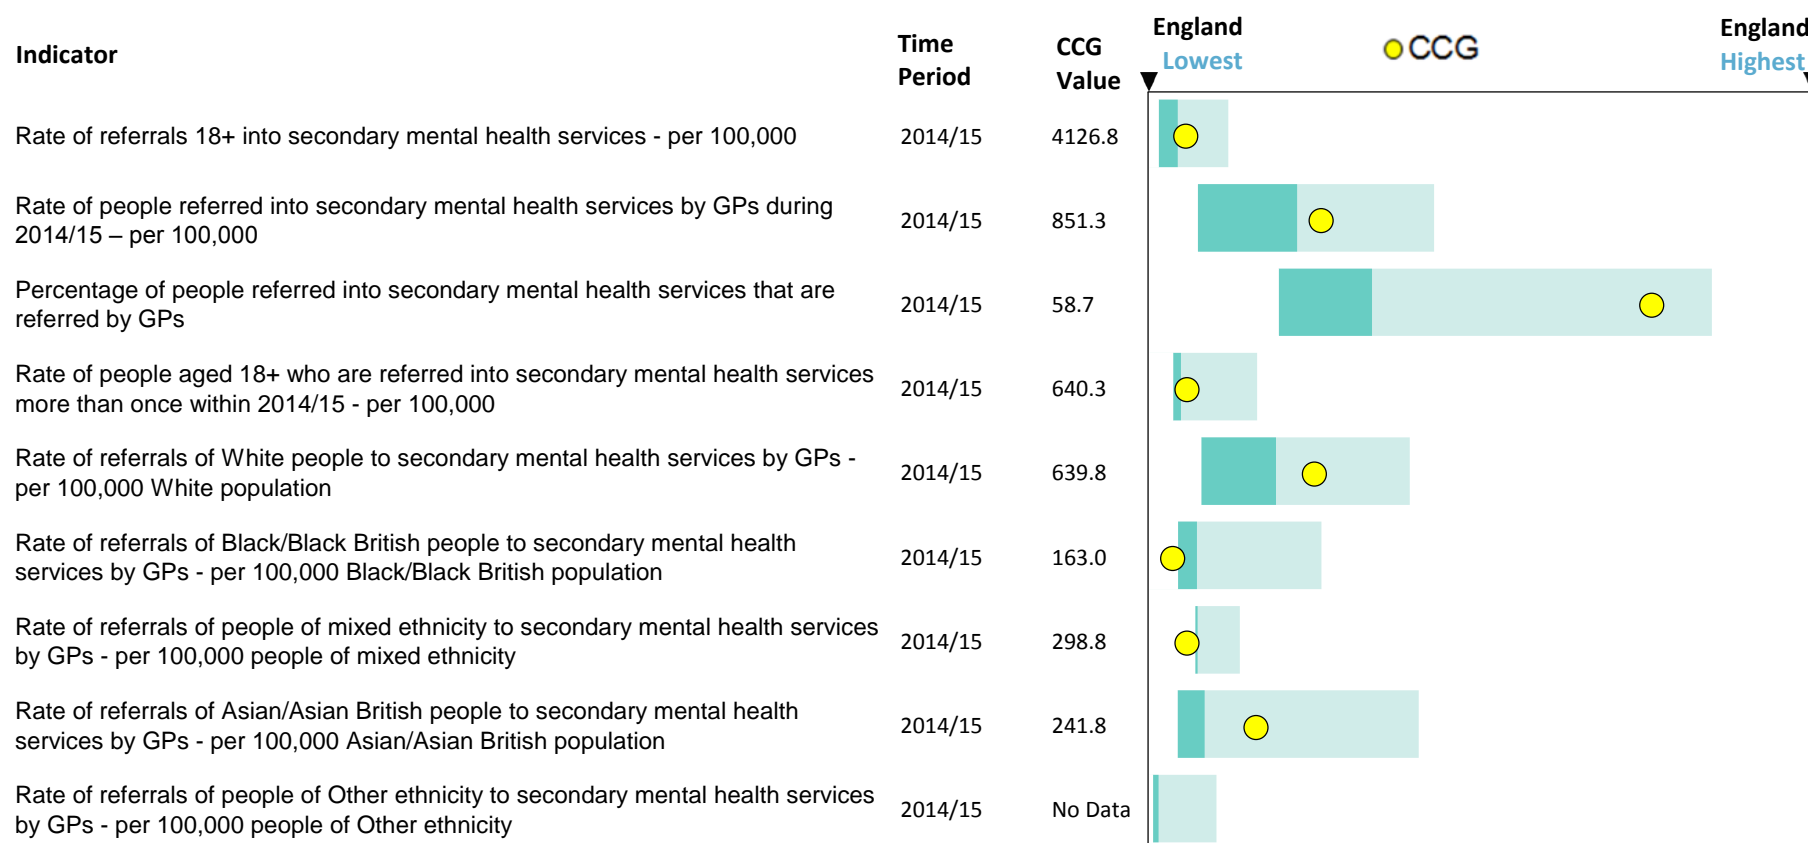 Indicator
Time
Period
CCG
Value
England
Lowest
CCG
England
Highest
Rate of referrals 18+ into secondary mental health services - per 100,000
2014/15
4126.8
Rate of people referred into secondary mental health services by GPs during
2014/15 – per 100,000
2014/15
851.3
Percentage of people referred into secondary mental health services that are
referred by GPs
2014/15
58.7
Rate of people aged 18+ who are referred into secondary mental health services
more than once within 2014/15 - per 100,000
2014/15
640.3
Rate of referrals of White people to secondary mental health services by GPs -
per 100,000 White population
2014/15
639.8
Rate of referrals of Black/Black British people to secondary mental health
services by GPs - per 100,000 Black/Black British population
2014/15
163.0
Rate of referrals of people of mixed ethnicity to secondary mental health services
by GPs - per 100,000 people of mixed ethnicity
2014/15
298.8
Rate of referrals of Asian/Asian British people to secondary mental health
services by GPs - per 100,000 Asian/Asian British population
2014/15
241.8
Rate of referrals of people of Other ethnicity to secondary mental health services
by GPs - per 100,000 people of Other ethnicity
2014/15
No Data